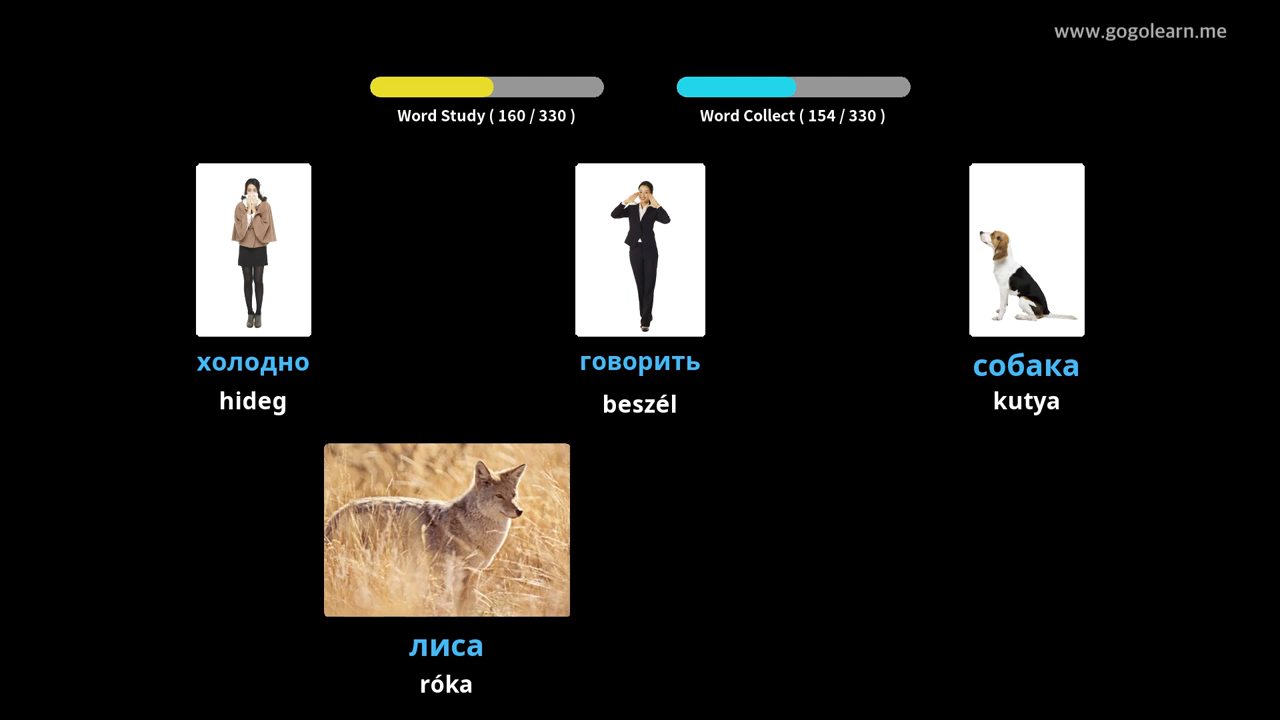 www.gogolearn.me
Word Study ( 160 / 330 )
Word Collect ( 154 / 330 )
холодно
hideg
говорить
beszél
собака
kutya
лиса
róka